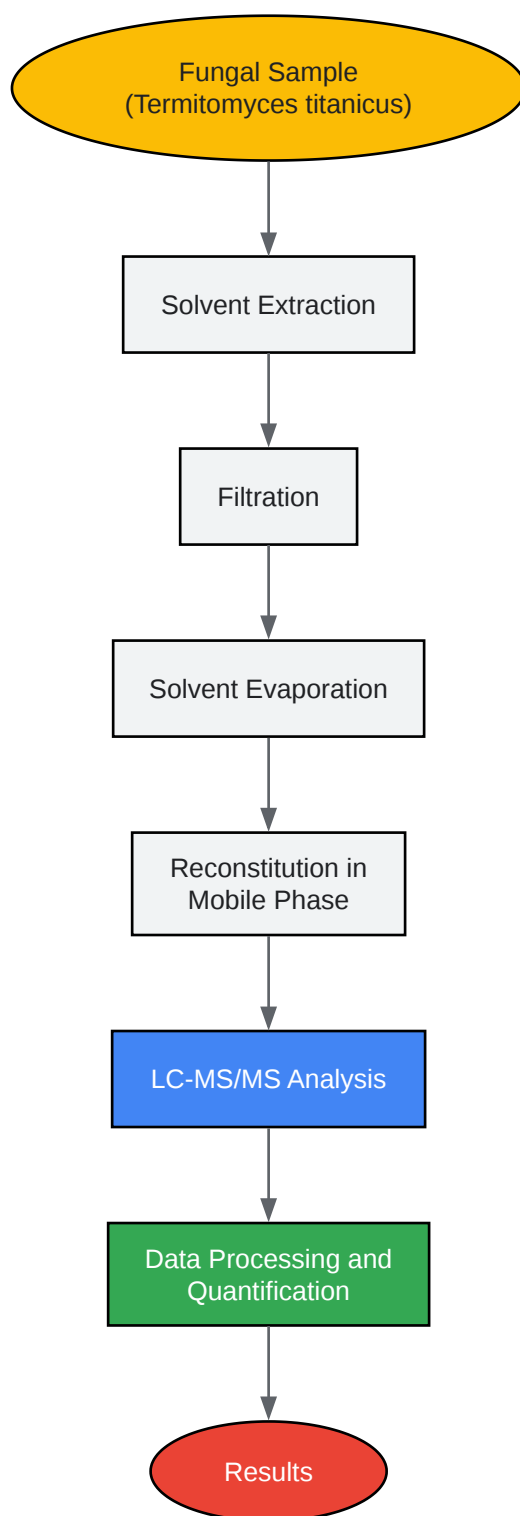 Fungal Sample
(Termitomyces titanicus)
Solvent Extraction
Filtration
Solvent Evaporation
Reconstitution in
Mobile Phase
LC-MS/MS Analysis
Data Processing and
Quantification
Results